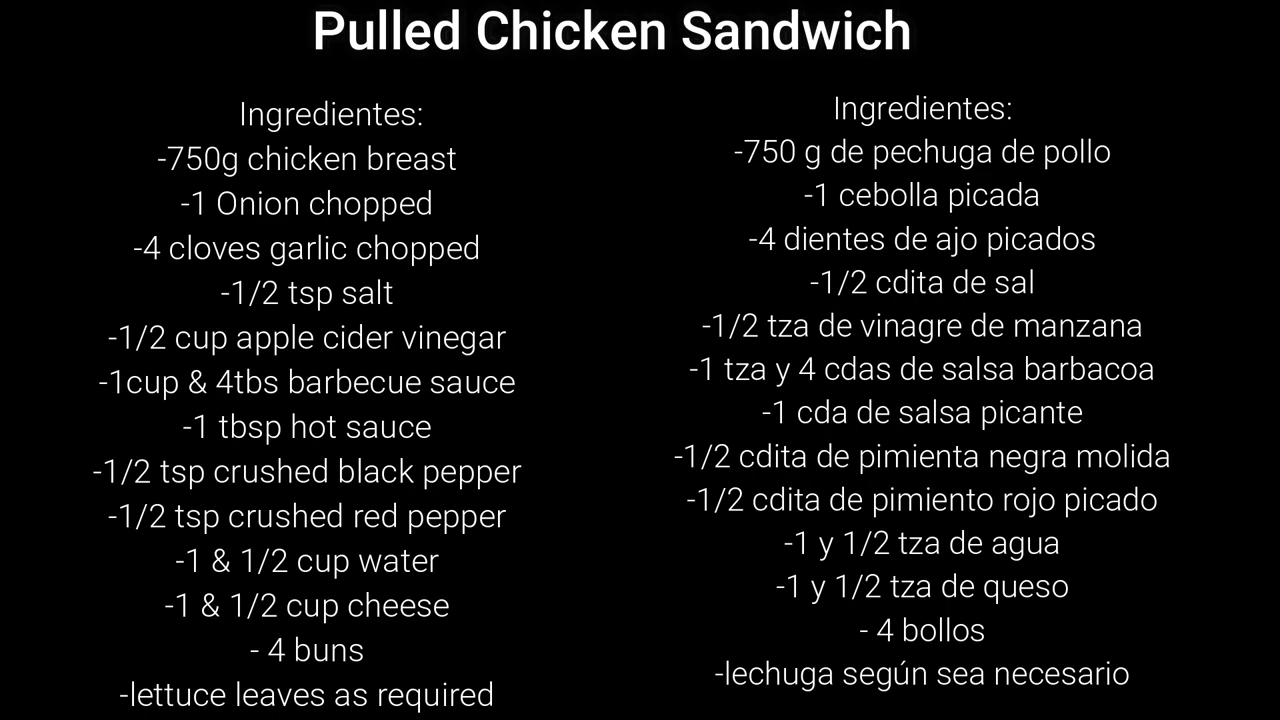 Pulled Chicken Sandwich
Ingredientes:
-750g chicken breast
-1 Onion chopped
-4 cloves garlic chopped
-1/2 tsp salt
-1/2 cup apple cider vinegar
-1cup & 4tbs barbecue sauce
-1 tbsp hot sauce
-1/2 tsp crushed black pepper
-1/2 tsp crushed red pepper
-1 & 1/2 cup water
-1 & 1/2 cup cheese
- 4 buns
-lettuce leaves as required
Ingredientes:
-750 g de pechuga de pollo
-1 cebolla picada
-4 dientes de ajo picados
-1/2 cdita de sal
-1/2 tza de vinagre de manzana
-1 tza y 4 cdas de salsa barbacoa
-1 cda de salsa picante
-1/2 cdita de pimienta negra molida
-1/2 cdita de pimiento rojo picado
-1 y 1/2 tza de agua
-1 y 1/2 tza de queso
- 4 bollos
-lechuga según sea necesario